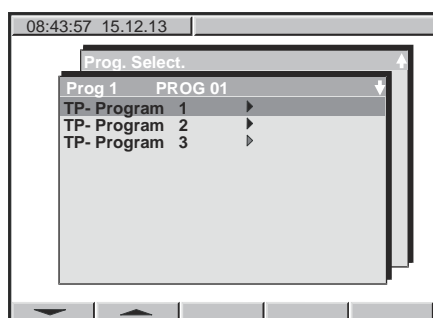 08:43:57 15.12.13
Prog. Select.
Prog 1 PROG 01
TP- Program 1
TP- Program 2
TP- Program 3